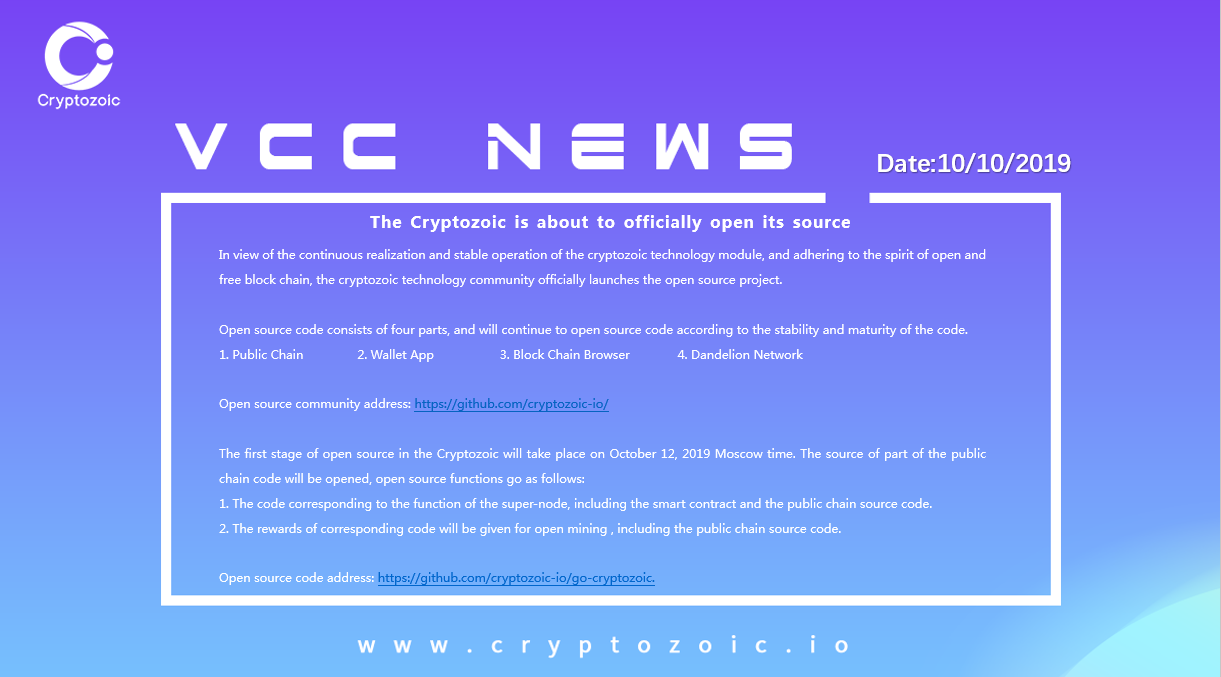 Cryptozoic
VCC NEWS
Date:10/10/2019
The Cryptozoic is about to officially open its source
In view of the continuous realization and stable operation of the cryptozoic technology module, and adhering to the spirit of open and
free block chain, the cryptozoic technology community officially launches the open source project.
Open source code consists of four parts, and will continue to open source code according to the stability and maturity of the code.
1. Public Chain 2. Wallet App 3. Block Chain Browser 4. Dandelion Network
Open source community address: https://github.com/cryptozoic-io/
The first stage of open source in the Cryptozoic will take place on October 12, 2019 Moscow time. The source of part of the public
chain code will be opened, open source functions go as follows:
1. The code corresponding to the function of the super-node, including the smart contract and the public chain source code.
2. The rewards of corresponding code will be given for open mining , including the public chain source code.
Open source code address: https://github.com/cryptozoic-io/go-cryptozoic.
www.cryptozoic.io